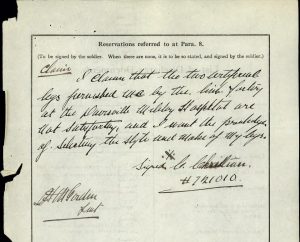 Reservations referred to at Para. 8.
(To be signed by the soldier. When there are none, it is to be so stated, and signed by the soldier.)
Claim
I claim that the two artificial
legs furnished me by the limb factory
at the Davisville Military Hospital are
not satisfactory, and I want the privilege
of selecting the style and make of my legs.
Signed C. Christian.
# 721010.
Lieut